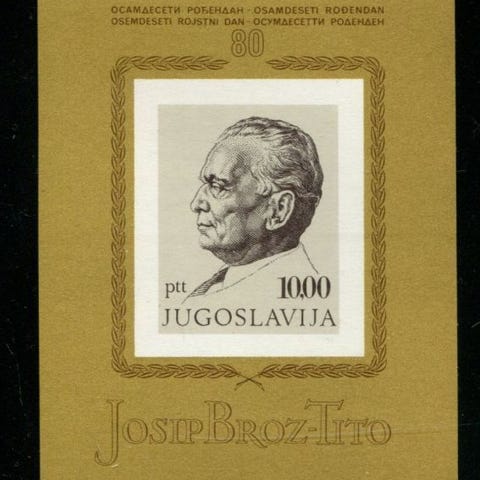 ОСАМДЕСЕТИ РОЂЕНДАН - OSAMDESETI ROĐENDAN
OSEMDESETI ROJSTNI DAN - ОСУМДЕСЕТТИ РОДЕНДЕН
80
ptt 10,00
JUGOSLAVIJA
JOSIP BROZ-TITO